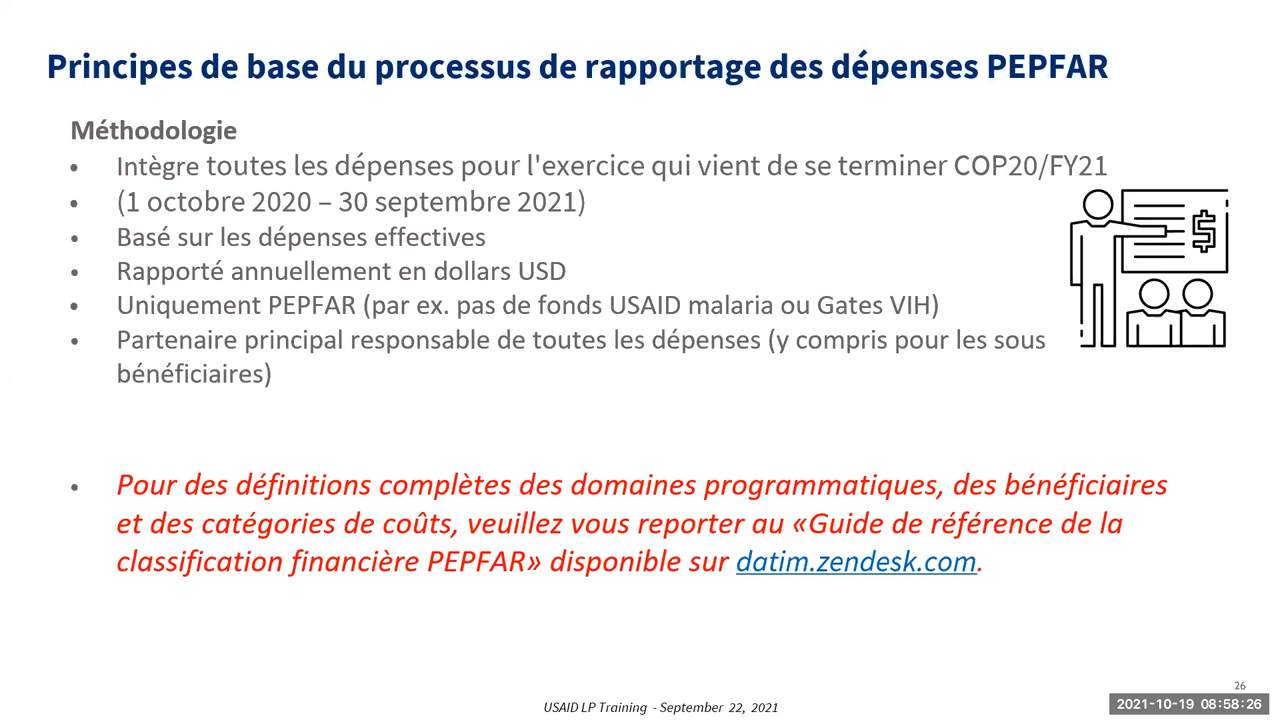 Principes de base du processus de rapportage des dépenses PEPFAR
Méthodologie
• Intègre toutes les dépenses pour l'exercice qui vient de se terminer COP20/FY21
• (1 octobre 2020 – 30 septembre 2021)
• Basé sur les dépenses effectives
• Rapporté annuellement en dollars USD
• Uniquement PEPFAR (par ex. pas de fonds USAID malaria ou Gates VIH)
• Partenaire principal responsable de toutes les dépenses (y compris pour les sous
bénéficiaires)
$
• Pour des définitions complètes des domaines programmatiques, des bénéficiaires
et des catégories de coûts, veuillez vous reporter au «Guide de référence de la
classification financière PEPFAR» disponible sur datim.zendesk.com.
26
USAID LP Training - September 22, 2021
2021-10-19 08:58:26